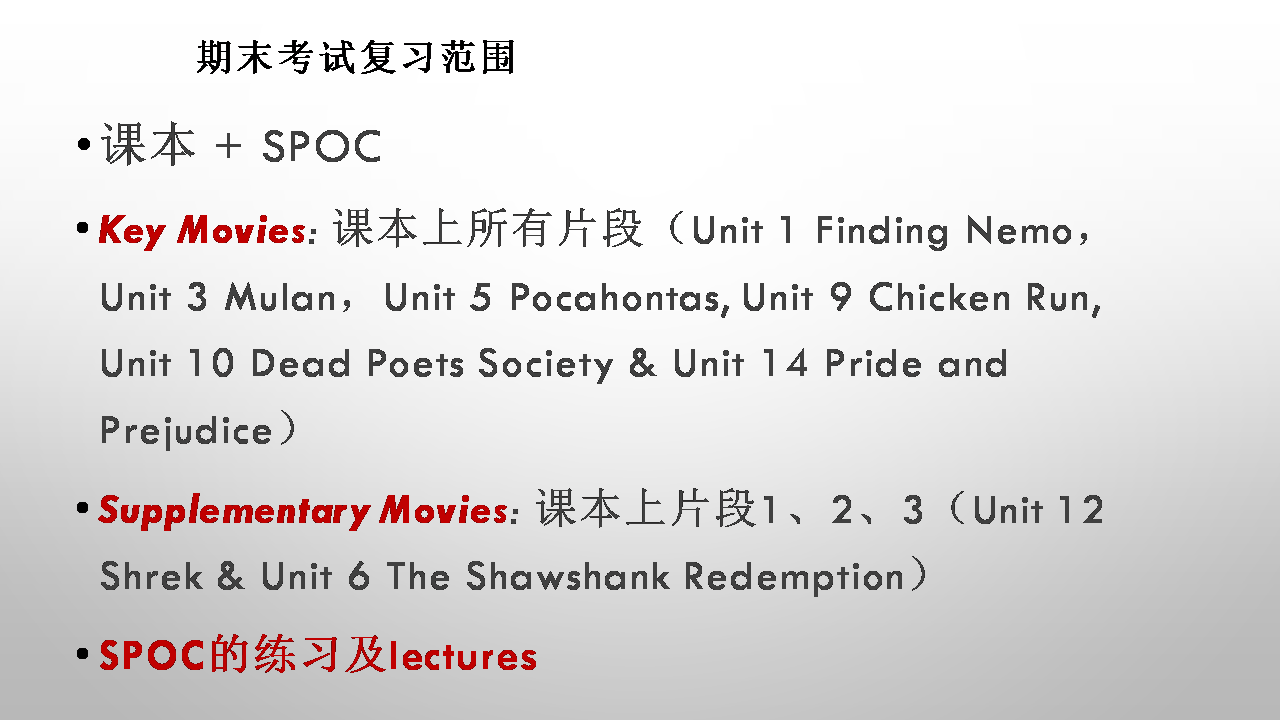 期末考试复习范围
•课本 + SPOC
•Key Movies: 课本上所有片段（Unit 1 Finding Nemo，
Unit 3 Mulan，Unit 5 Pocahontas, Unit 9 Chicken Run,
Unit 10 Dead Poets Society & Unit 14 Pride and
Prejudice）
•Supplementary Movies: 课本上片段1、2、3（Unit 12
Shrek & Unit 6 The Shawshank Redemption）
•SPOC的练习及lectures